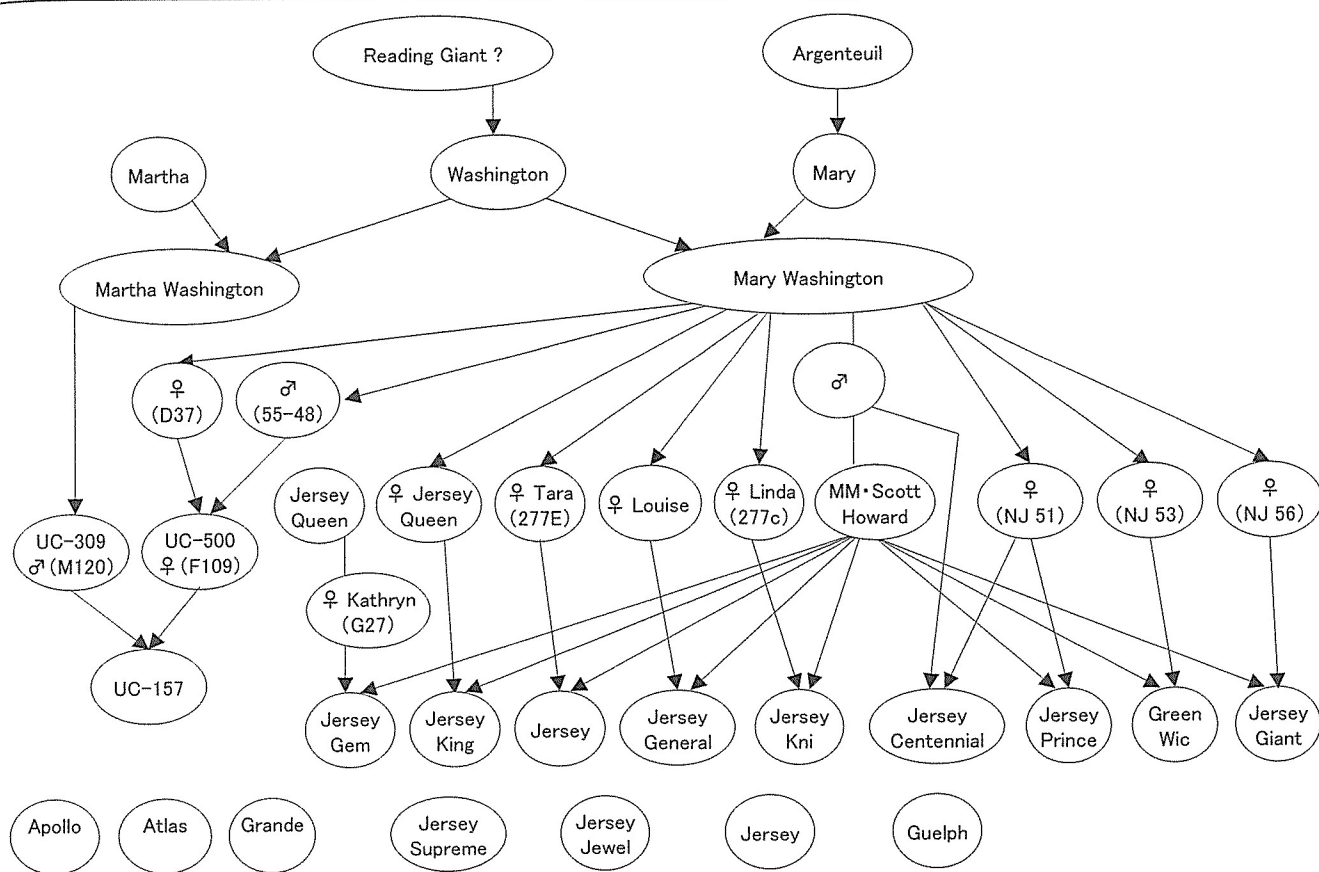 Reading Giant ?
Argenteuil
Martha
Washington
Mary
Martha Washington
Mary Washington
♀
(D37)
♂
(55-48)
♂
Jersey
Queen
♀ Jersey
Queen
♀ Tara
(277E)
♀ Louise
♀ Linda
(277c)
MM・Scott
Howard
♀
(NJ 51)
♀
(NJ 53)
♀
(NJ 56)
UC-309
♂(M120)
UC-500
♀(F109)
♀ Kathryn
(G27)
UC-157
Jersey
Gem
Jersey
King
Jersey
Jersey
General
Jersey
Kni
Jersey
Centennial
Jersey
Prince
Green
Wic
Jersey
Giant
Apollo
Atlas
Grande
Jersey
Supreme
Jersey
Jewel
Jersey
Guelph